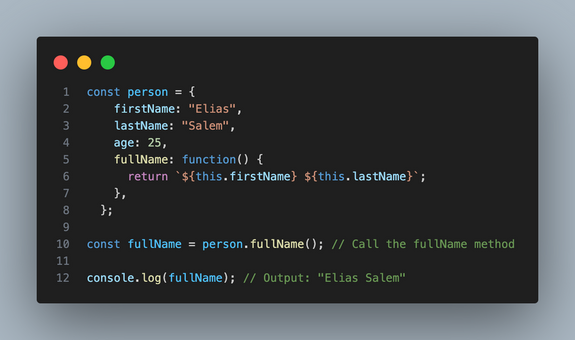 1 const person = {
2     firstName: "Elias",
3     lastName: "Salem",
4     age: 25,
5     fullName: function() {
6       return `${this.firstName} ${this.lastName}`;
7     },
8   };
9
10 const fullName = person.fullName(); // Call the fullName method
11
12 console.log(fullName); // Output: "Elias Salem"